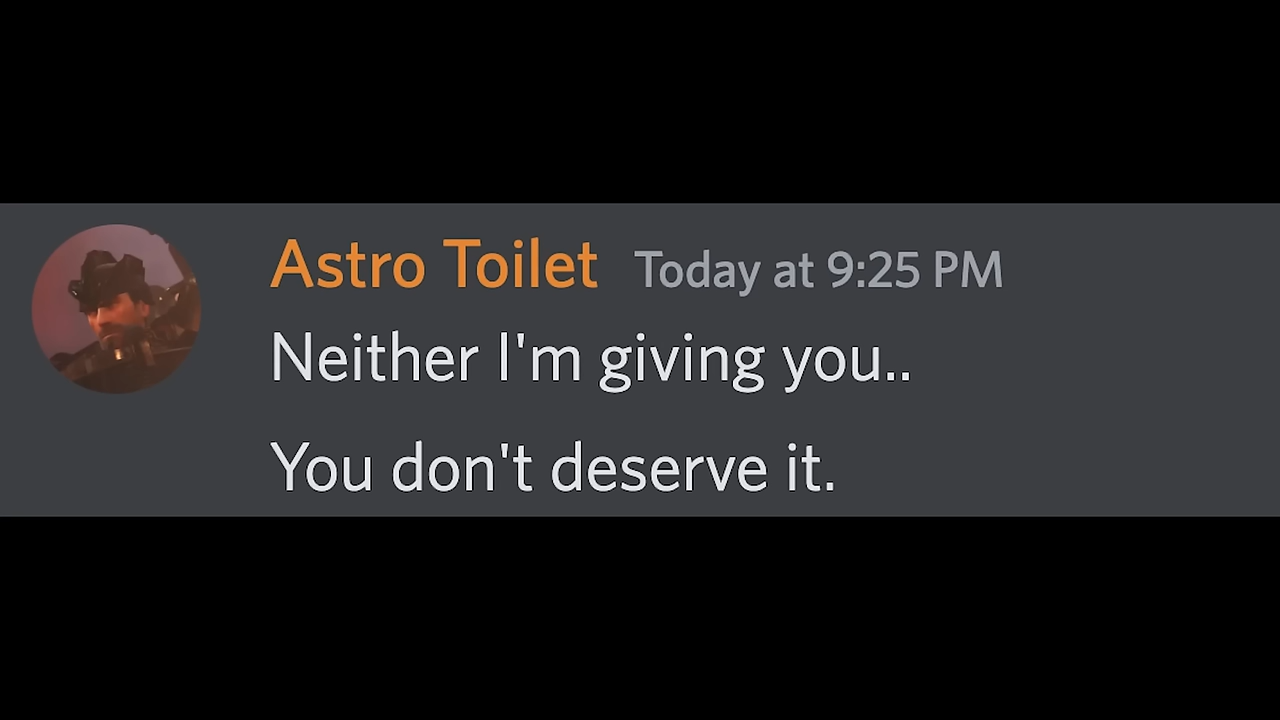 Astro Toilet Today at 9:25 PM
Neither I'm giving you..
You don't deserve it.